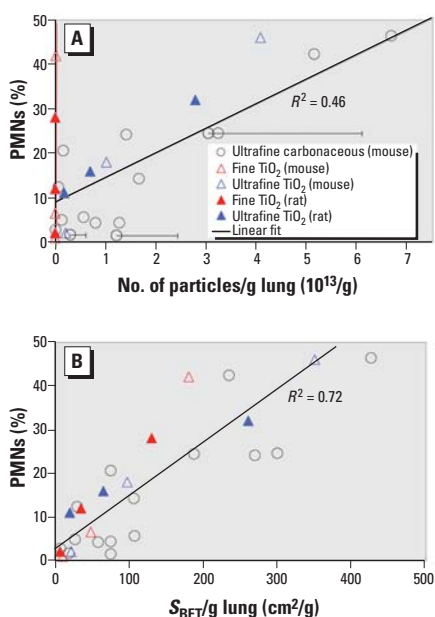 A
PMNs (%)
50
40
30
20
10
0
R² = 0.46
Ultrafine carbonaceous (mouse)
Fine TiO₂ (mouse)
Ultrafine TiO₂ (mouse)
Fine TiO₂ (rat)
Ultrafine TiO₂ (rat)
Linear fit
0 1 2 3 4 5 6 7
No. of particles/g lung (10¹³/g)
B
PMNs (%)
50
40
30
20
10
0
R² = 0.72
0 100 200 300 400 500
S_BET/g lung (cm²/g)